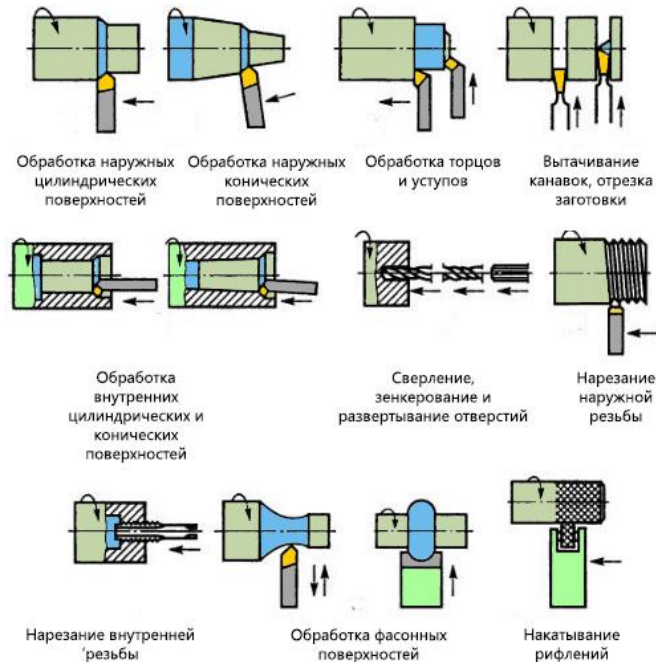 Обработка наружных
цилиндрических
поверхностей
Обработка наружных
конических
поверхностей
Обработка торцов
и уступов
Вытачивание
канавок, отрезка
заготовки
Обработка
внутренних
цилиндрических и
конических
поверхностей
Сверление,
зенкерование и
развертывание отверстий
Нарезание
наружной
резьбы
Нарезание внутренней
'резьбы
Обработка фасонных
поверхностей
Накатывание
рифлений